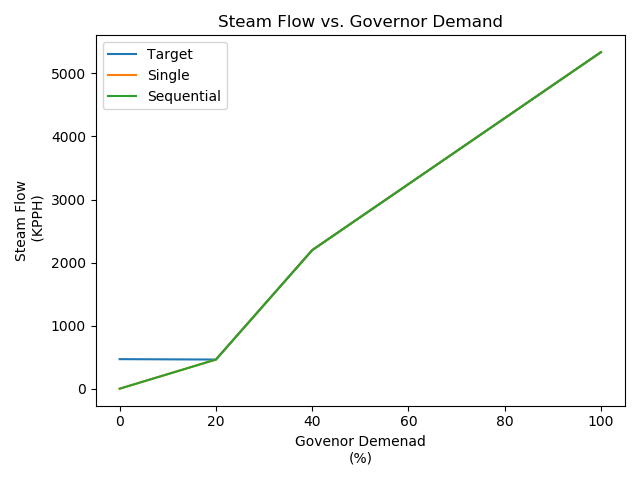 Steam Flow vs. Governor Demand
Target
Single
Sequential
5000
4000
3000
2000
1000
0
Steam Flow
(KPPH)
0 20 40 60 80 100
Govenor Demenad
(%)